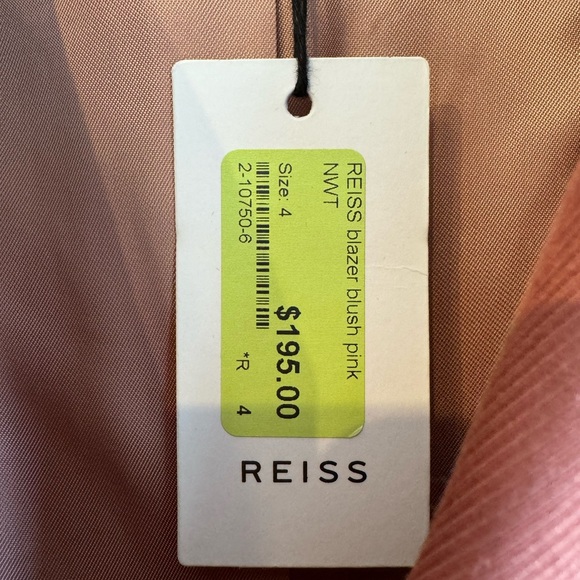 REISS blazer blush pink
NWT
Size: 4
$195.00
2-10750-6
*R 4
REISS